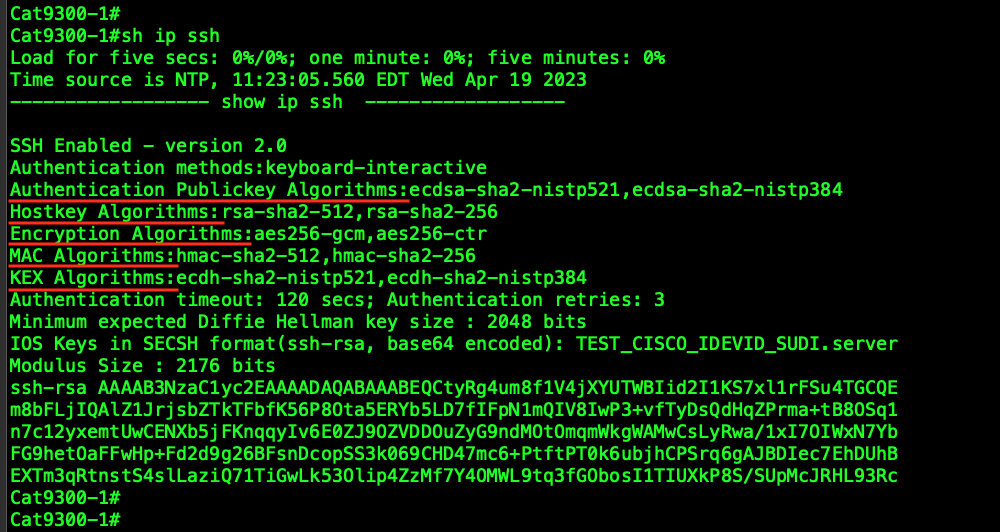 Cat9300-1#
Cat9300-1#sh ip ssh
Load for five secs: 0%/0%; one minute: 0%; five minutes: 0%
Time source is NTP, 11:23:05.560 EDT Wed Apr 19 2023
------------------ show ip ssh  ------------------
SSH Enabled - version 2.0
Authentication methods:keyboard-interactive
Authentication Publickey Algorithms:ecdsa-sha2-nistp521,ecdsa-sha2-nistp384
Hostkey Algorithms:rsa-sha2-512,rsa-sha2-256
Encryption Algorithms:aes256-gcm,aes256-ctr
MAC Algorithms:hmac-sha2-512,hmac-sha2-256
KEX Algorithms:ecdh-sha2-nistp521,ecdh-sha2-nistp384
Authentication timeout: 120 secs; Authentication retries: 3
Minimum expected Diffie Hellman key size : 2048 bits
IOS Keys in SECSH format(ssh-rsa, base64 encoded): TEST_CISCO_IDEVID_SUDI.server
Modulus Size : 2176 bits
ssh-rsa AAAAB3NzaC1yc2EAAAADAQABAAABEQCtyRg4um8f1V4jXYUTWBIid2I1KS7xl1rFSu4TGCQE
m8bFLjIQAlZ1JrjsbZTkTFbfK56P8Ota5ERYb5LD7fIFpN1mQIV8IwP3+vfTyDsQdHqZPrma+tB8OSq1
n7c12yxemtUwCENXb5jFKnqqyIv6E0ZJ9OZVDDOuZyG9ndMOtOmqmWkgWAMwCsLyRwa/1xI7OIWxN7Yb
FG9hetOaFFwHp+Fd2d9g26BFsnDcopSS3k069CHD47mc6+PtftPT0k6ubjhCPSrq6gAJBDIec7EhDUhB
EXTm3qRtnstS4slLaziQ71TiGwLk53Olip4ZzMf7Y4OMWL9tq3fGObosI1TIUXkP8S/SUpMcJRHL93Rc
Cat9300-1#
Cat9300-1#